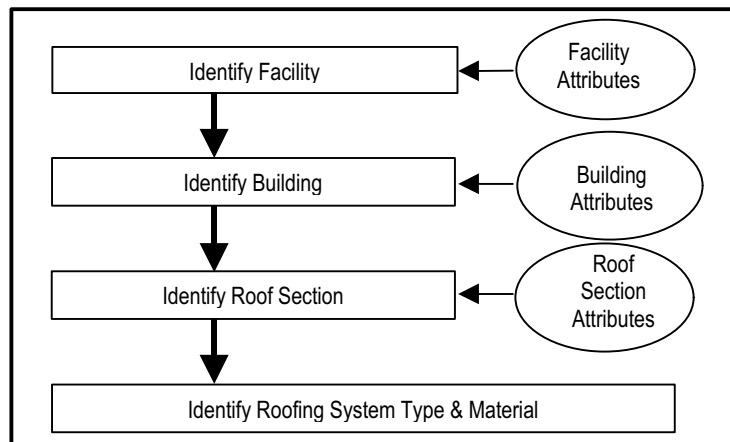 Identify Facility
Facility
Attributes
Identify Building
Building
Attributes
Identify Roof Section
Roof
Section
Attributes
Identify Roofing System Type & Material